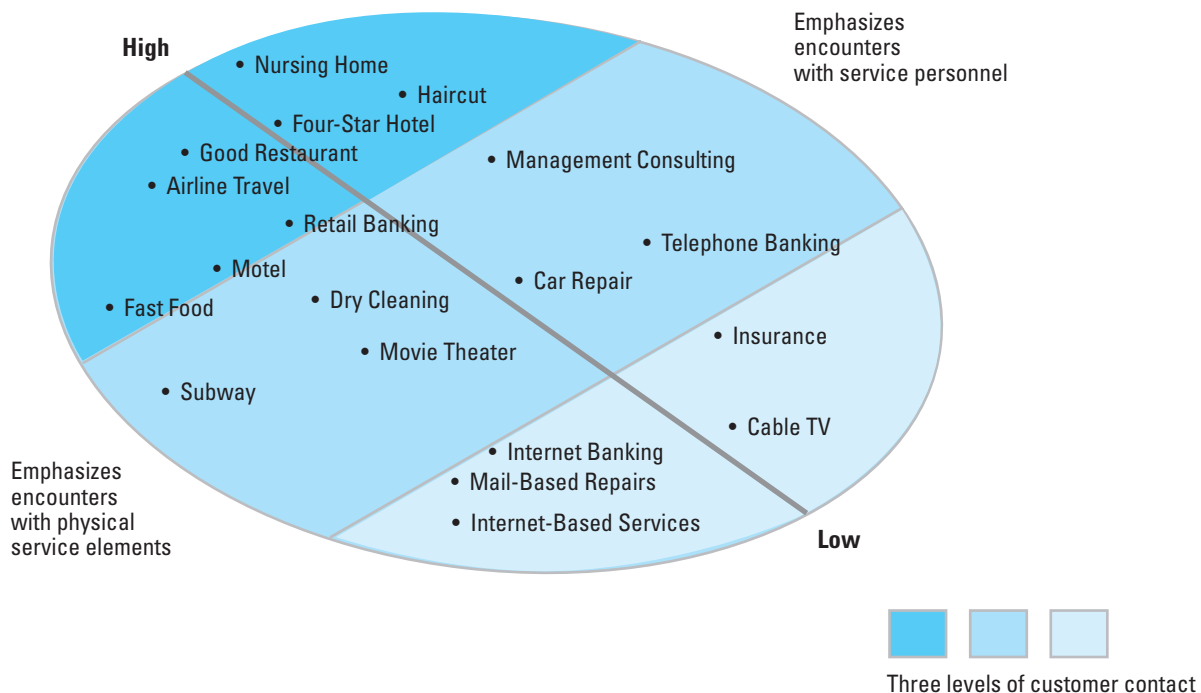 Emphasizes
encounters
with service personnel
High
• Nursing Home
• Haircut
• Four-Star Hotel
• Good Restaurant
• Management Consulting
• Airline Travel
• Retail Banking
• Telephone Banking
• Motel
• Car Repair
• Fast Food
• Dry Cleaning
• Insurance
• Movie Theater
• Subway
• Cable TV
• Internet Banking
• Mail-Based Repairs
• Internet-Based Services
Emphasizes
encounters
with physical
service elements
Low
Three levels of customer contact